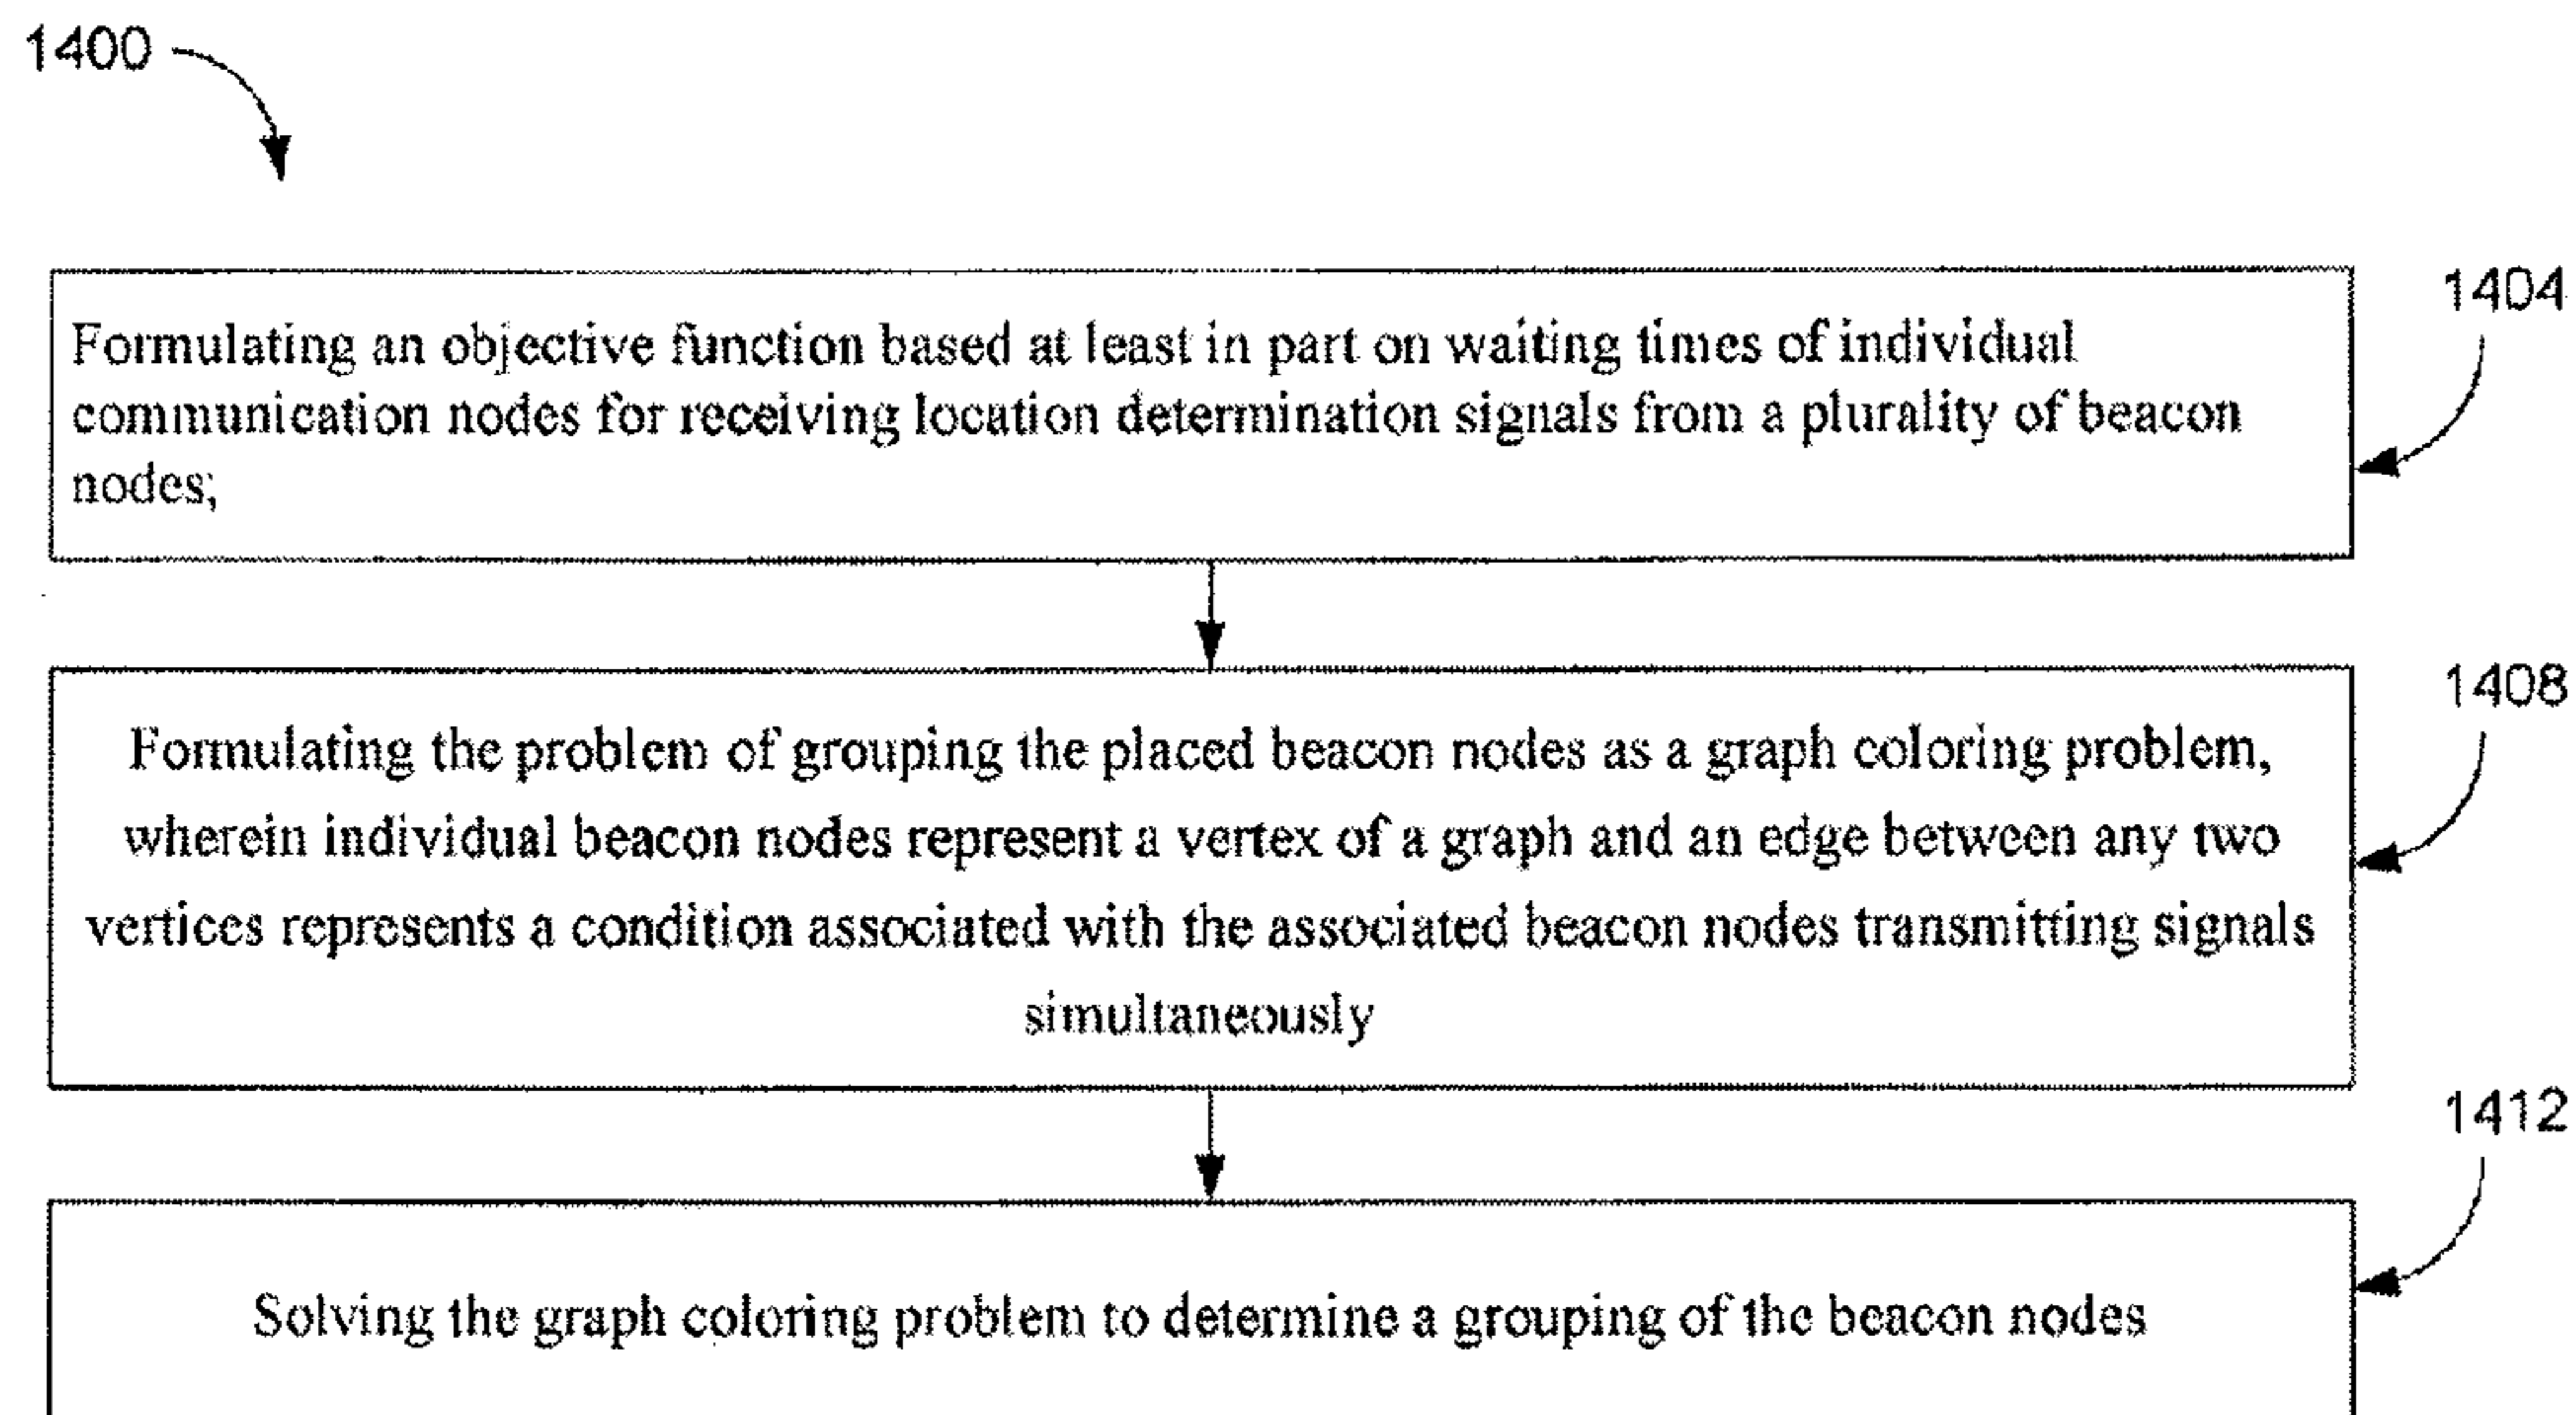 1400
1404
Formulating an objective function based at least in part on waiting times of individual
communication nodes for receiving location determination signals from a plurality of beacon
nodes;
1408
Formulating the problem of grouping the placed beacon nodes as a graph coloring problem,
wherein individual beacon nodes represent a vertex of a graph and an edge between any two
vertices represents a condition associated with the associated beacon nodes transmitting signals
simultaneously
1412
Solving the graph coloring problem to determine a grouping of the beacon nodes